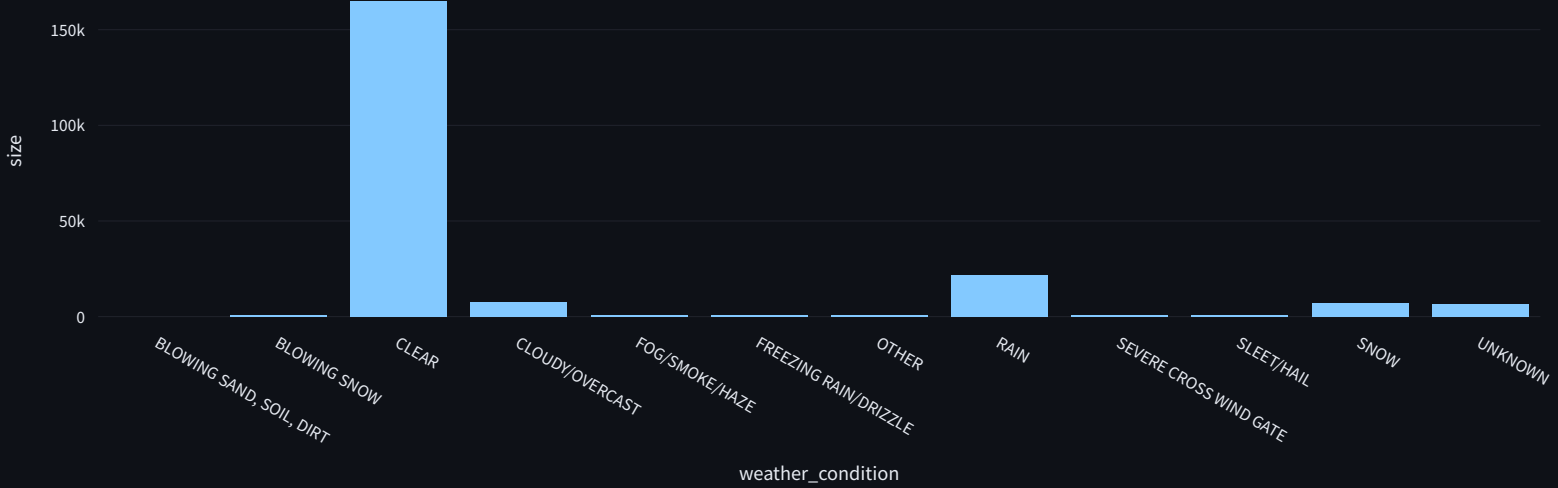 150k
100k
50k
0
size
BLOWING SAND, SOIL, DIRT
BLOWING SNOW
CLEAR
CLOUDY/OVERCAST
FOG/SMOKE/HAZE
FREEZING RAIN/DRIZZLE
OTHER
RAIN
SEVERE CROSS WIND GATE
SLEET/HAIL
SNOW
UNKNOWN
weather_condition